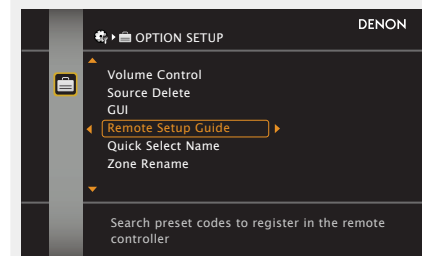 DENON
OPTION SETUP
Volume Control
Source Delete
GUI
Remote Setup Guide
Quick Select Name
Zone Rename
Search preset codes to register in the remote
controller